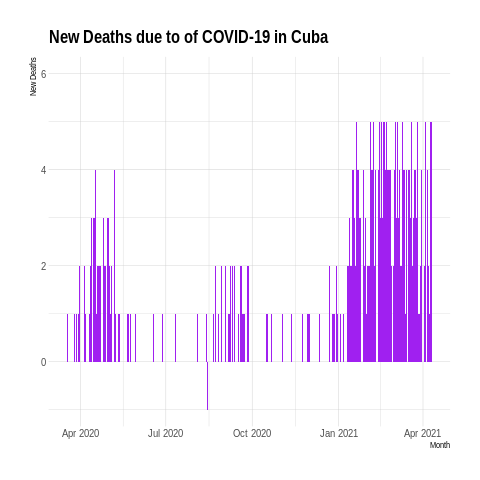 New Deaths due to of COVID-19 in Cuba
New Deaths
6
4
2
0
Apr 2020 Jul 2020 Oct 2020 Jan 2021 Apr 2021
Month